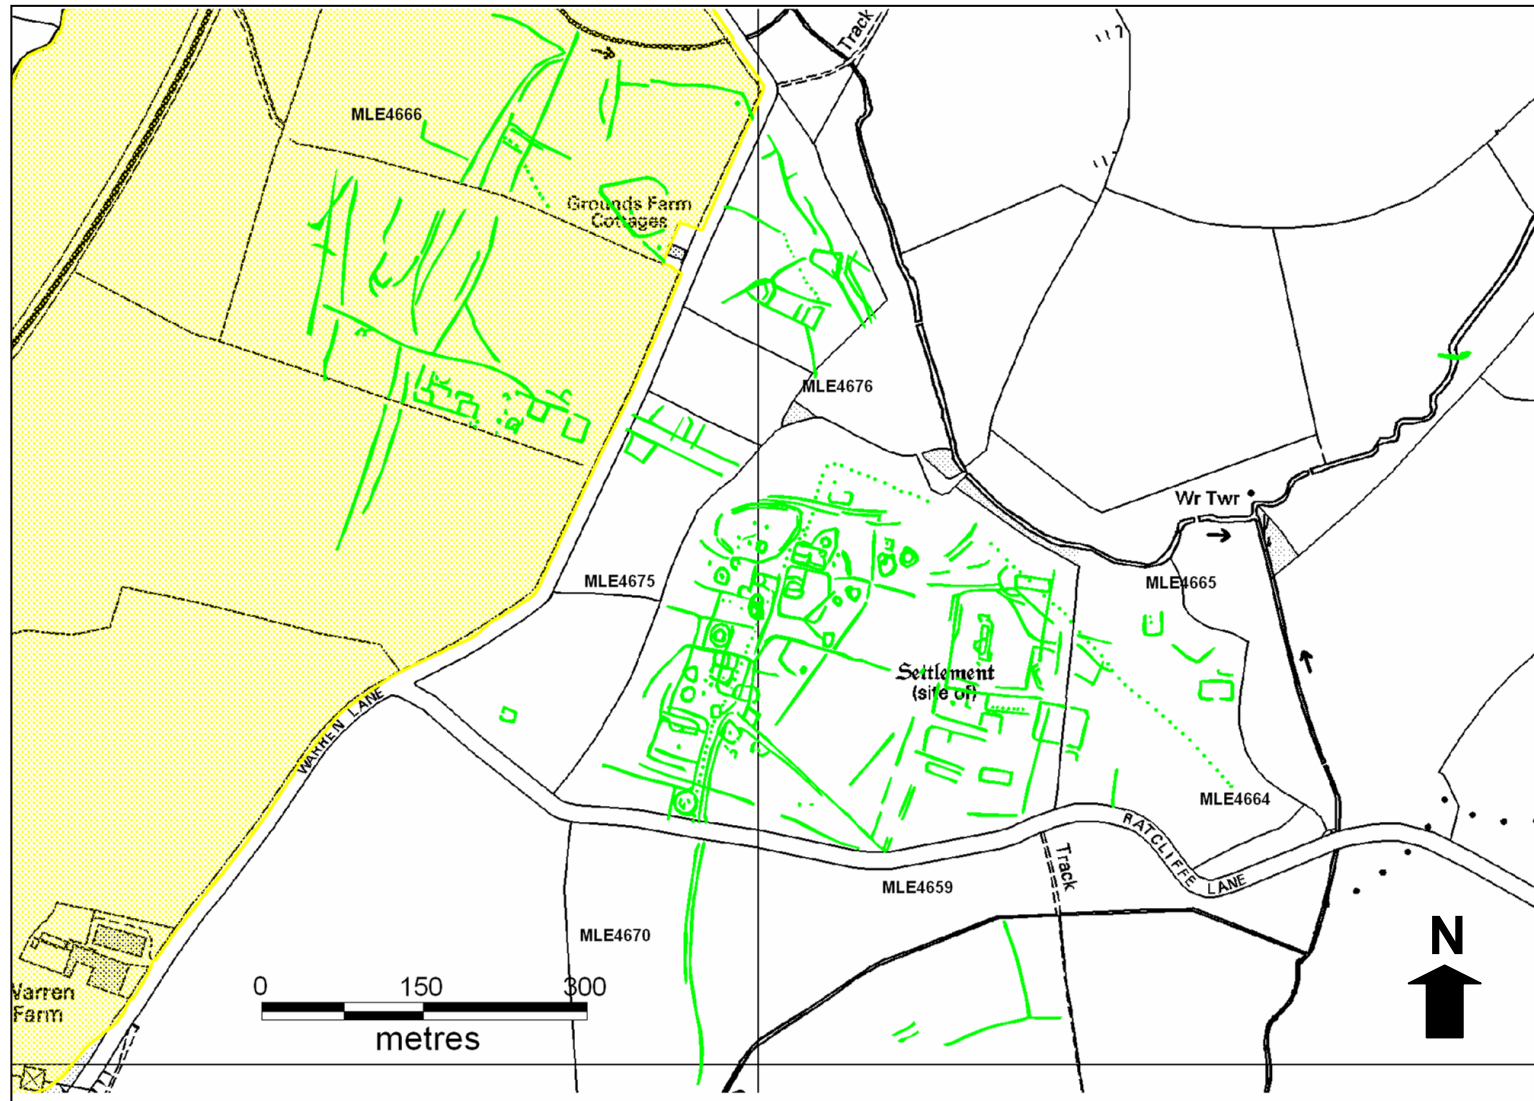 Track
MLE4666
Grounds Farm
Cottages
MLE4676
Wr Twr
MLE4675
MLE4665
Settlement
(site of)
WARREN LANE
MLE4664
RATCLIFFE LANE
Track
MLE4659
MLE4670
N
Warren
Farm
0 150 300
metres